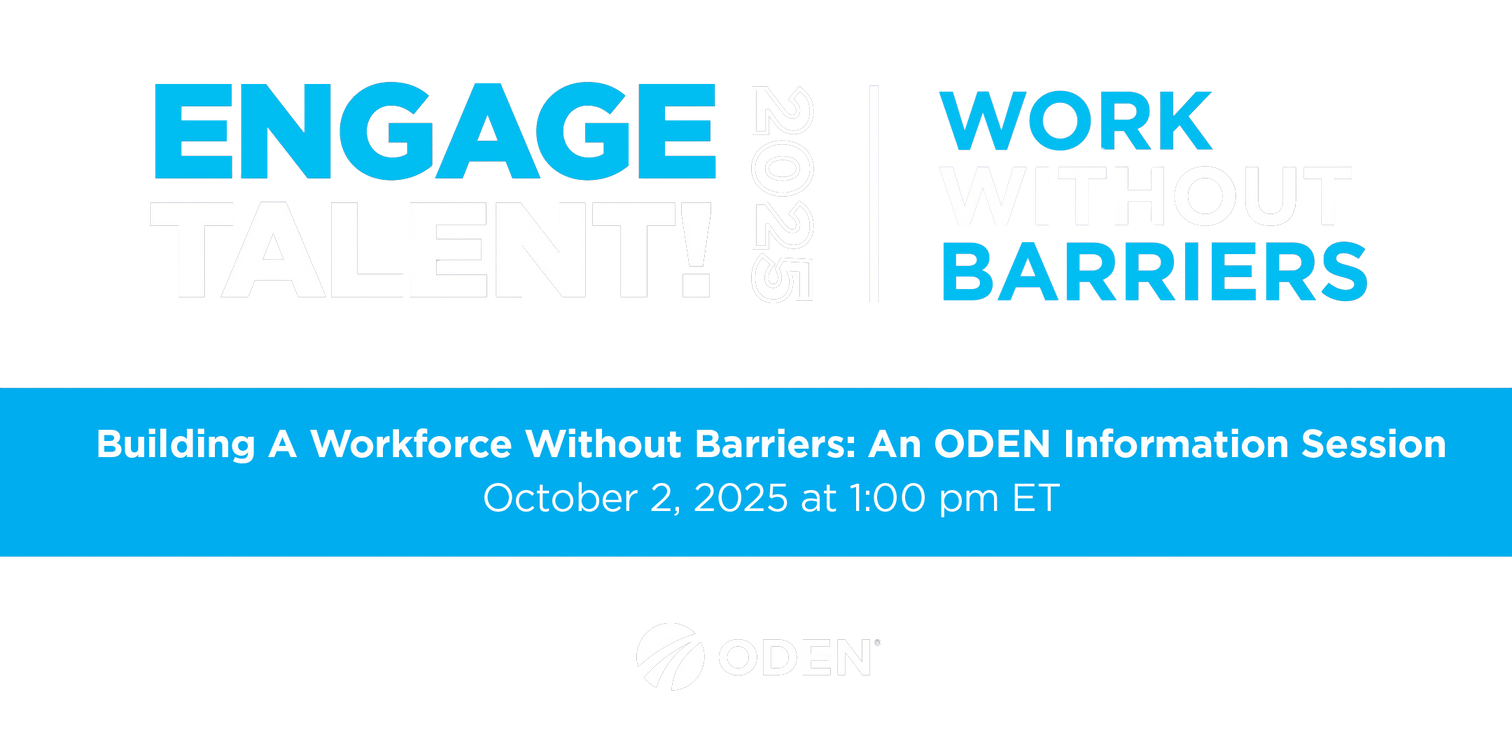 ENGAGE
TALENT!
2025
WORK
WITHOUT
BARRIERS
Building A Workforce Without Barriers: An ODEN Information Session
October 2, 2025 at 1:00 pm ET
ODEN®